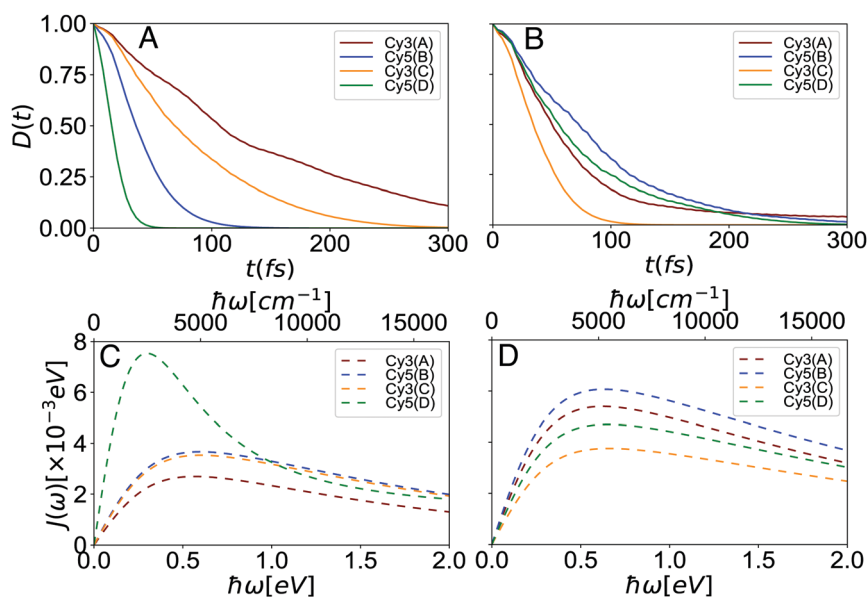 A
B
D(t)
1.00
0.75
0.50
0.25
0.00
Cy3(A)
Cy5(B)
Cy3(C)
Cy5(D)
Cy3(A)
Cy5(B)
Cy3(C)
Cy5(D)
0 100 200 300
0 100 200 300
t(fs)
t(fs)
ħω[cm⁻¹]
ħω[cm⁻¹]
0 5000 10000 15000
0 5000 10000 15000
C
D
J(ω)[×10⁻³eV]
8
6
4
2
0
Cy3(A)
Cy5(B)
Cy3(C)
Cy5(D)
Cy3(A)
Cy5(B)
Cy3(C)
Cy5(D)
0.0 0.5 1.0 1.5 2.0
0.0 0.5 1.0 1.5 2.0
ħω[eV]
ħω[eV]